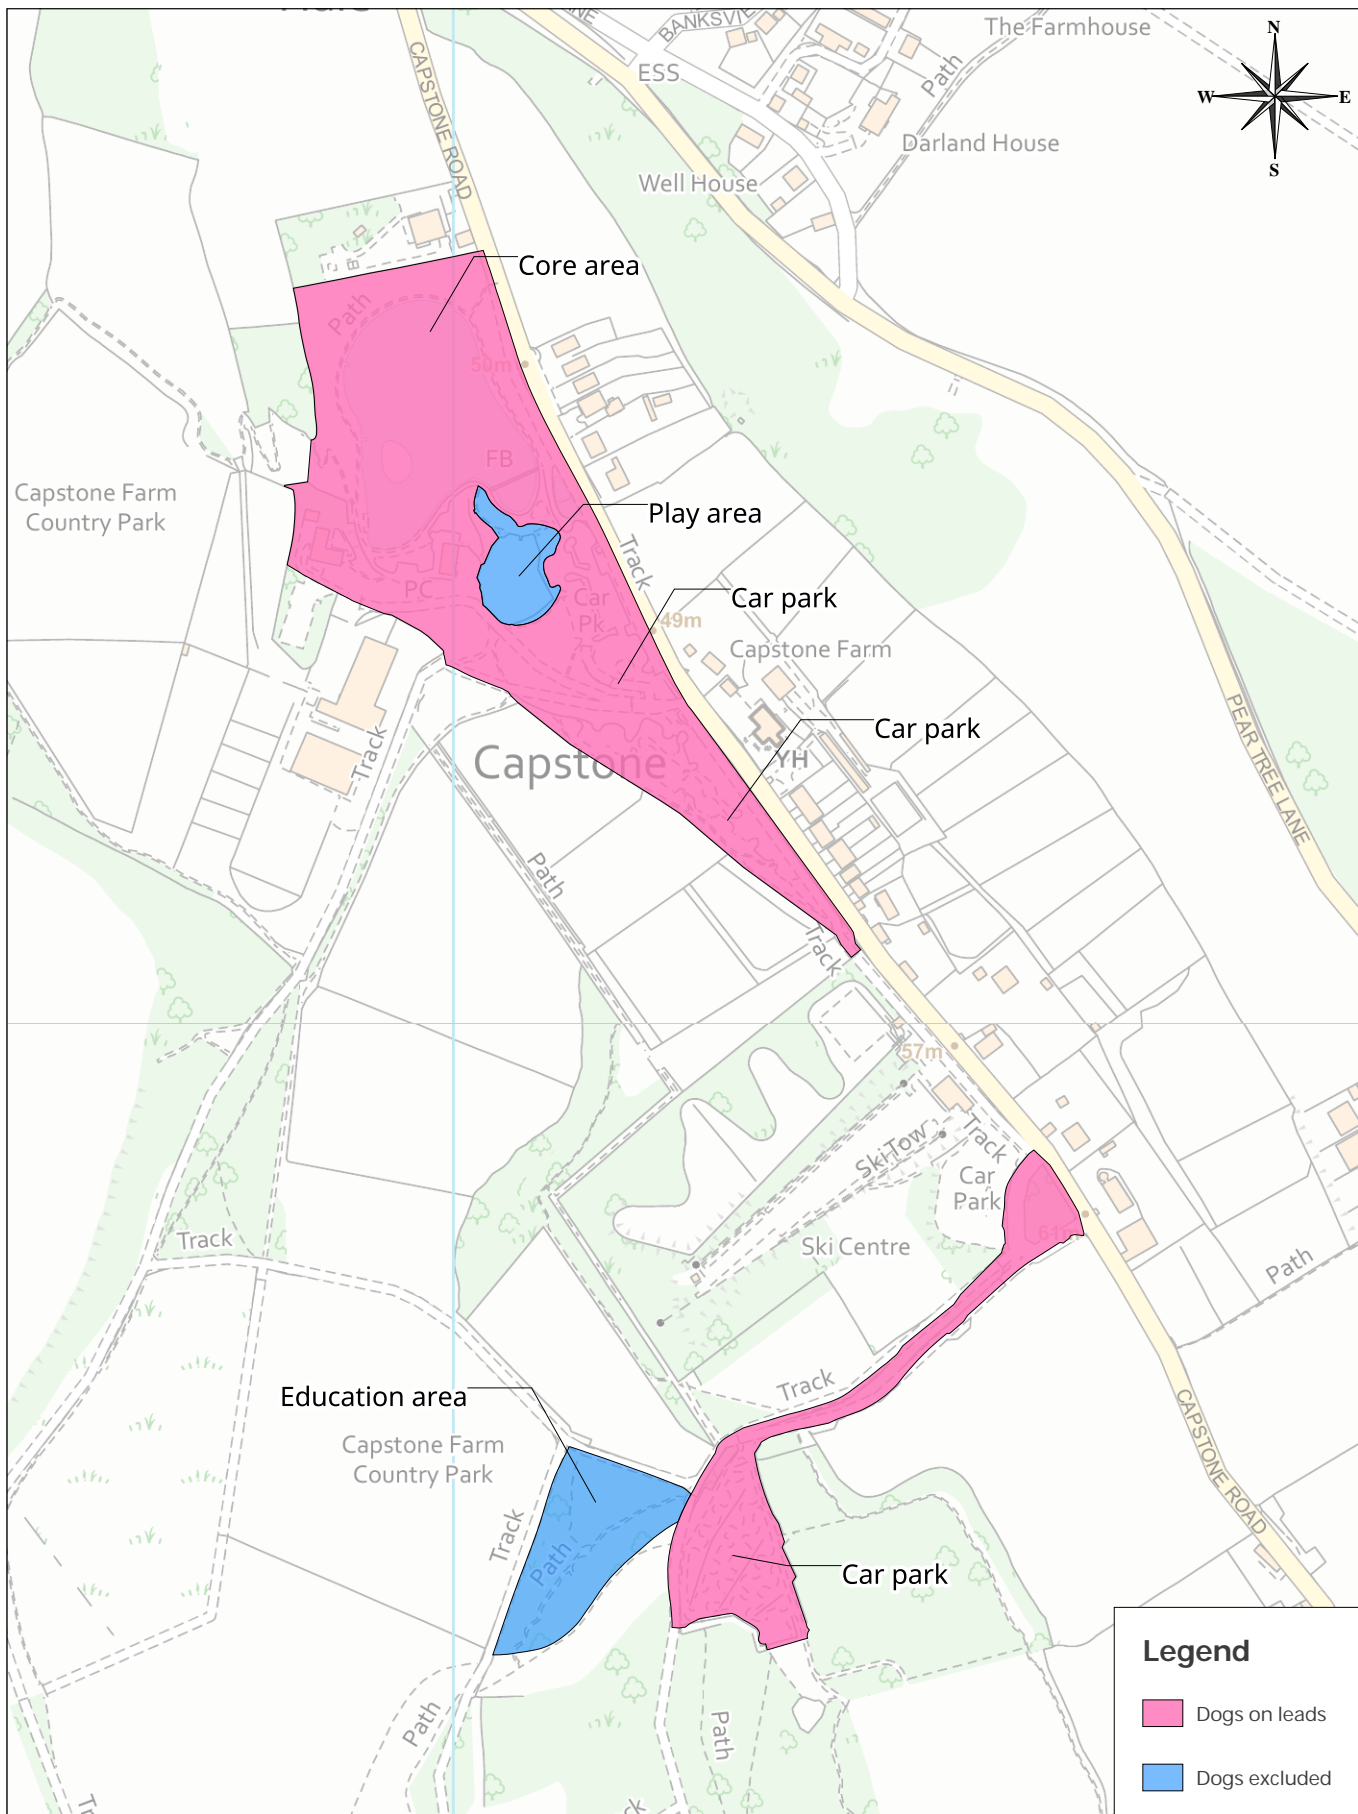 BANKSVIE
The Farmhouse
N
ESS
Path
W
E
CAPSTONE ROAD
Darland House
S
Well House
Core area
Path
50m
FB
Capstone Farm
Country Park
Play area
Track
PC
Car
Pk
Car park
49m
Capstone Farm
Car park
PEAR TREE LANE
Track
Capstone
YH
Path
Track
57m
Ski Tow
Track
Car
Park
Track
Ski Centre
61m
Path
Track
Education area
Capstone Farm
Country Park
CAPSTONE ROAD
Track
Path
Car park
Legend
Path
Path
Dogs on leads
Dogs excluded